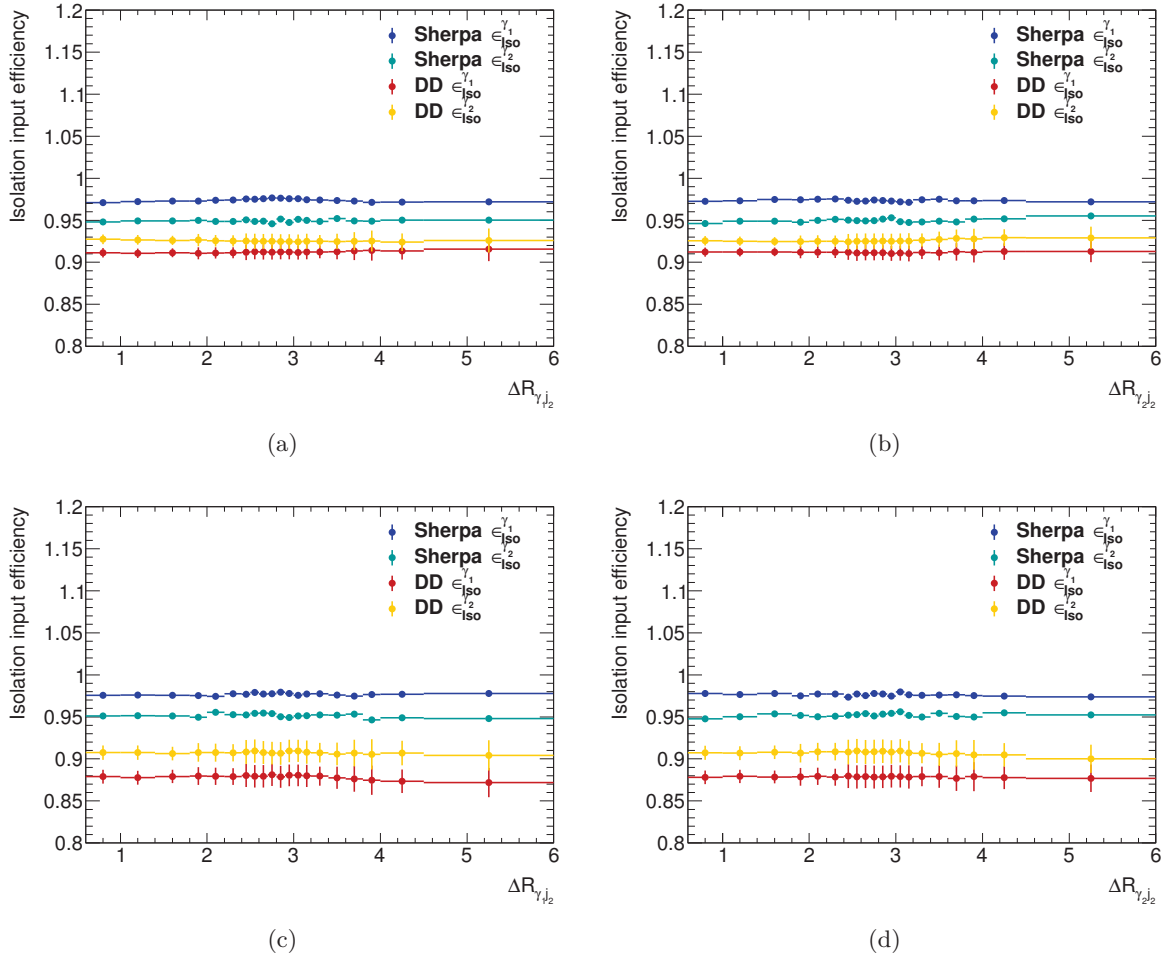 Isolation input efficiency
1.2
1.15
1.1
1.05
1
0.95
0.9
0.85
0.8
Sherpa ∈^γ₁_Iso
Sherpa ∈^γ₂_Iso
DD ∈^γ₁_Iso
DD ∈^γ₂_Iso
1 2 3 4 5 6
ΔR_γ₁j₂
(a)
Isolation input efficiency
1.2
1.15
1.1
1.05
1
0.95
0.9
0.85
0.8
Sherpa ∈^γ₁_Iso
Sherpa ∈^γ₂_Iso
DD ∈^γ₁_Iso
DD ∈^γ₂_Iso
1 2 3 4 5 6
ΔR_γ₂j₂
(b)
Isolation input efficiency
1.2
1.15
1.1
1.05
1
0.95
0.9
0.85
0.8
Sherpa ∈^γ₁_Iso
Sherpa ∈^γ₂_Iso
DD ∈^γ₁_Iso
DD ∈^γ₂_Iso
1 2 3 4 5 6
ΔR_γ₁j₂
(c)
Isolation input efficiency
1.2
1.15
1.1
1.05
1
0.95
0.9
0.85
0.8
Sherpa ∈^γ₁_Iso
Sherpa ∈^γ₂_Iso
DD ∈^γ₁_Iso
DD ∈^γ₂_Iso
1 2 3 4 5 6
ΔR_γ₂j₂
(d)